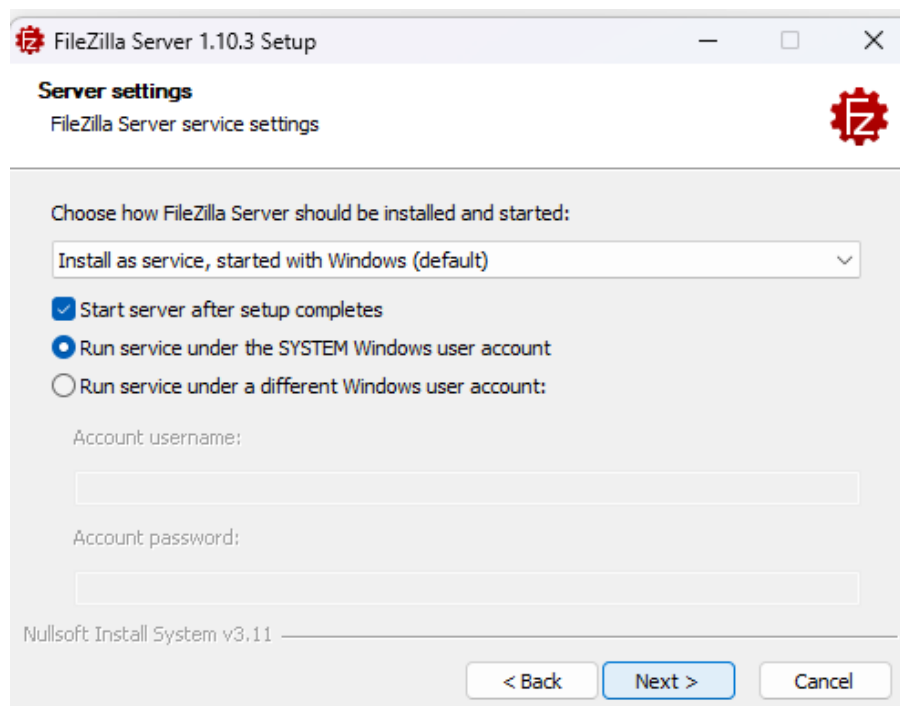 FileZilla Server 1.10.3 Setup
Server settings
FileZilla Server service settings
Choose how FileZilla Server should be installed and started:
Install as service, started with Windows (default)
Start server after setup completes
Run service under the SYSTEM Windows user account
Run service under a different Windows user account:
Account username:
Account password:
Nullsoft Install System v3.11
< Back
Next >
Cancel